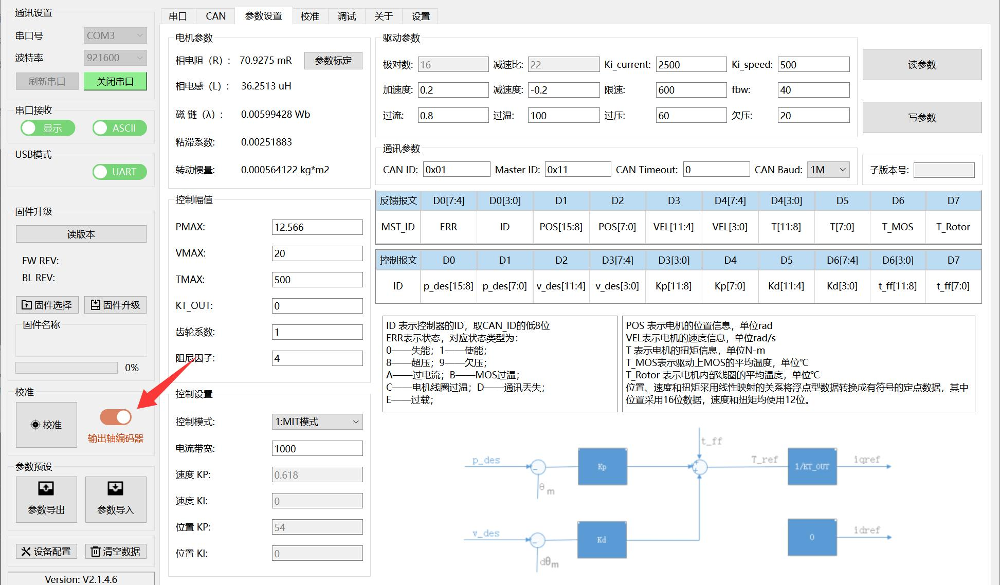 通讯设置
串口号
COM3
波特率
921600
刷新串口
关闭串口
串口接收
显示
ASCII
USB模式
UART
固件升级
读版本
FW REV:
BL REV:
固件选择
固件升级
固件名称
0%
校准
校准
输出轴编码器
参数预设
参数导出
参数导入
设备配置
清空数据
Version: V2.1.4.6
串口
CAN
参数设置
校准
调试
关于
设置
电机参数
相电阻（R）: 70.9275 mR
参数标定
相电感（L）: 36.2513 uH
磁 链（λ）: 0.00599428 Wb
粘滞系数: 0.00251883
转动惯量: 0.000564122 kg*m2
控制幅值
PMAX: 12.566
VMAX: 20
TMAX: 500
KT_OUT: 0
齿轮系数: 1
阻尼因子: 4
控制设置
控制模式: 1:MIT模式
电流带宽: 1000
速度 KP: 0.618
速度 KI: 0
位置 KP: 54
位置 KI: 0
驱动参数
极对数: 16 减速比: 22 Ki_current: 2500 Ki_speed: 500
加速度: 0.2 减速度: -0.2 限速: 600 fbw: 40
过流: 0.8 过温: 100 过压: 60 欠压: 20
读参数
写参数
通讯参数
CAN ID: 0x01 Master ID: 0x11 CAN Timeout: 0 CAN Baud: 1M
子版本号:
反馈报文 D0[7:4] D0[3:0] D1 D2 D3 D4[7:4] D4[3:0] D5 D6 D7
MST_ID ERR ID POS[15:8] POS[7:0] VEL[11:4] VEL[3:0] T[11:8] T[7:0] T_MOS T_Rotor
控制报文 D0 D1 D2 D3[7:4] D3[3:0] D4 D5 D6[7:4] D6[3:0] D7
ID p_des[15:8] p_des[7:0] v_des[11:4] v_des[3:0] Kp[11:8] Kp[7:0] Kd[11:4] Kd[3:0] t_ff[11:8] t_ff[7:0]
ID 表示控制器的ID，取CAN_ID的低8位
ERR表示状态，对应状态类型为：
0——失能；1——使能；
8——超压；9——欠压；
A——过电流；B——MOS过温；
C——电机线圈过温；D——通讯丢失；
E——过载；
POS 表示电机的位置信息，单位rad
VEL表示电机的速度信息，单位rad/s
T 表示电机的扭矩信息，单位N-m
T_MOS表示驱动上MOS的平均温度，单位℃
T_Rotor 表示电机内部线圈的平均温度，单位℃
位置、速度和扭矩采用线性映射的关系将浮点型数据转换成有符号的定点数据，其中
位置采用16位数据，速度和扭矩均使用12位。
t_ff
p_des
Kp
T_ref
1/KT_OUT
iqref
θm
v_des
Kd
0
idref
dθm